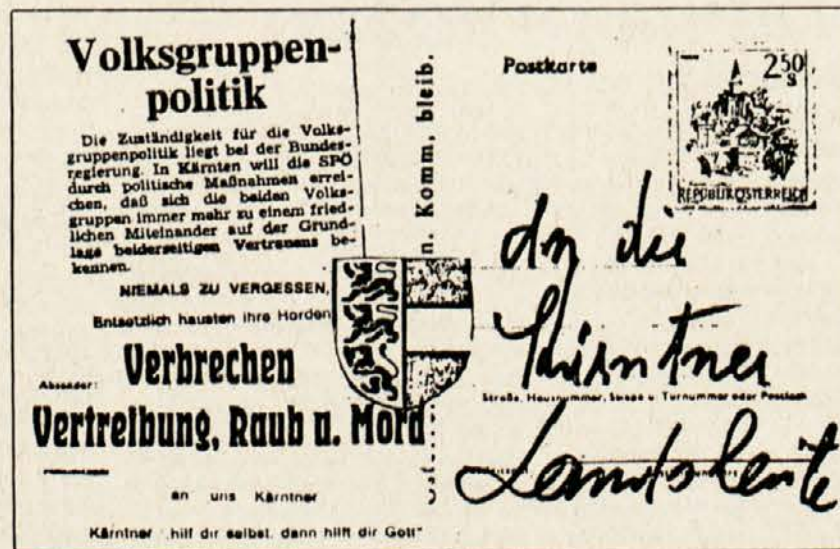 Volksgruppen-
politik
Die Zuständigkeit für die Volks-
gruppenpolitik liegt bei der Bundes-
regierung. In Kärnten will die SPÖ
durch politische Maßnahmen errei-
chen, daß sich die beiden Volks-
gruppen immer mehr zu einem fried-
lichen Miteinander auf der Grund-
lage beiderseitigen Vertrauens be-
kennen.
NIEMALS ZU VERGESSEN,
Entsetzlich hausten ihre Horden
Absender:
Verbrechen
Vertreibung, Raub u. Mord
an uns Kärntner
Kärntner „hilf dir selbst, dann hilft dir Gott"
n. Komm. bleib.
Postkarte
250
S
REPUBLIK ÖSTERREICH
An die
Kärntner
Straße, Hausnummer, Stiege u. Türnummer oder Postfach
Landsleute